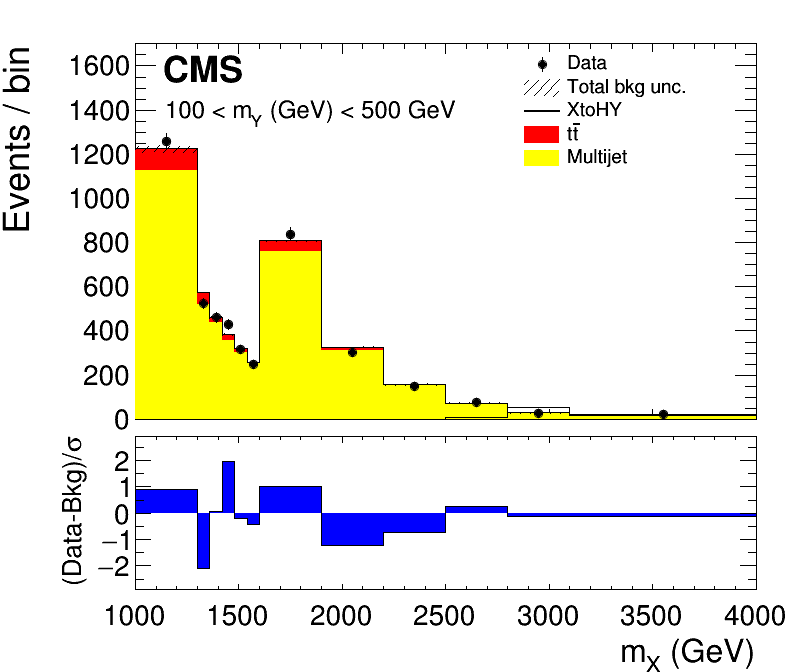 Events / bin
1600
1400
1200
1000
800
600
400
200
0
CMS
100 < m_Y (GeV) < 500 GeV
Data
Total bkg unc.
XtoHY
tt̄
Multijet
(Data-Bkg)/σ
2
1
0
−1
−2
1000 1500 2000 2500 3000 3500 4000
m_X (GeV)